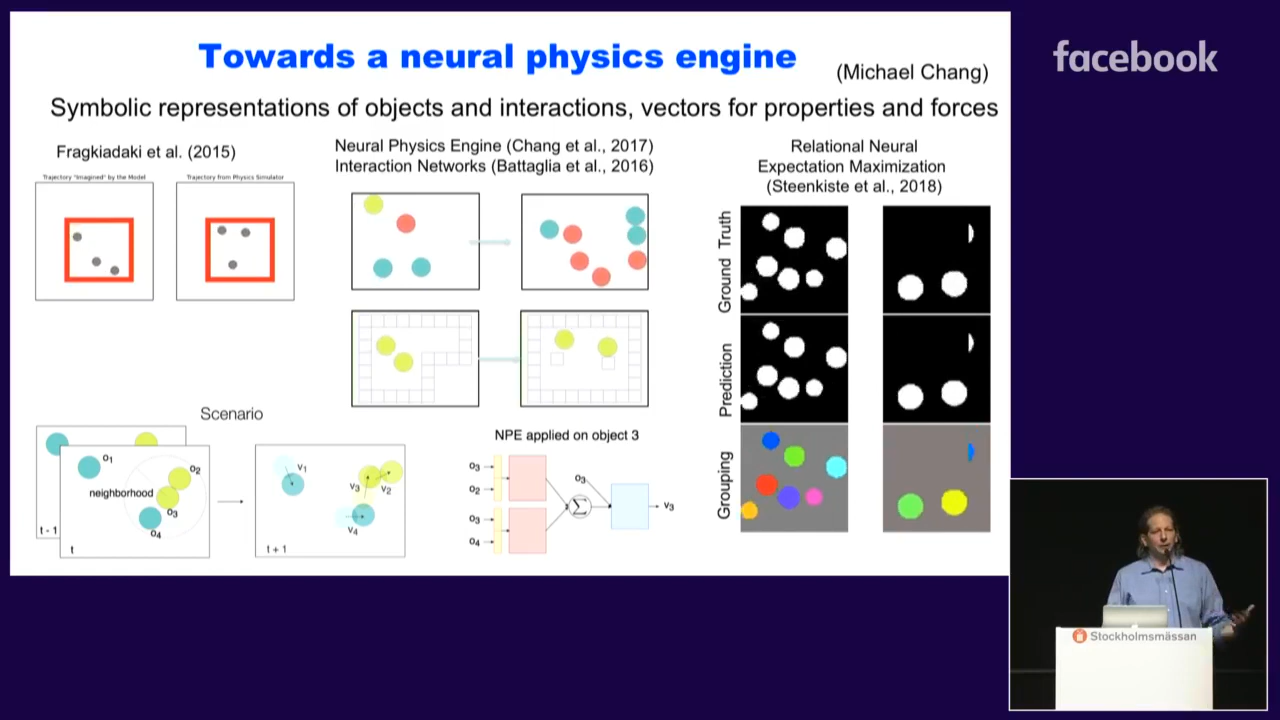 Towards a neural physics engine
(Michael Chang)
facebook
Symbolic representations of objects and interactions, vectors for properties and forces
Fragkiadaki et al. (2015)
Trajectory "Imagined" by the Model
Trajectory from Physics Simulator
Neural Physics Engine (Chang et al., 2017)
Interaction Networks (Battaglia et al., 2016)
Relational Neural
Expectation Maximization
(Steenkiste et al., 2018)
Ground Truth
Prediction
Grouping
Scenario
o1
o2
neighborhood
o3
o4
t - 1
t
v1
v3
v2
v4
t + 1
NPE applied on object 3
o3
o2
o3
o4
o3
Σ
v3
Stockholmsmässan